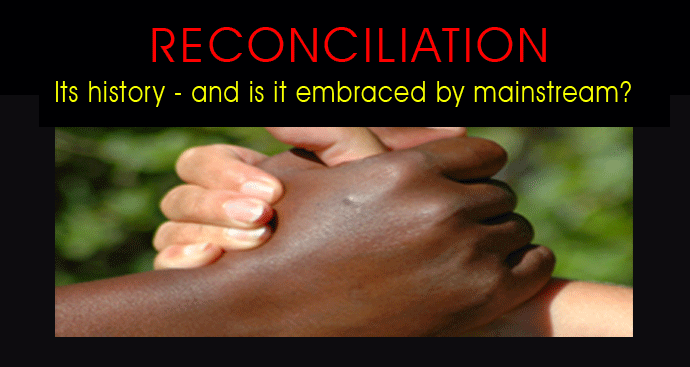 RECONCILIATION
Its history - and is it embraced by mainstream?